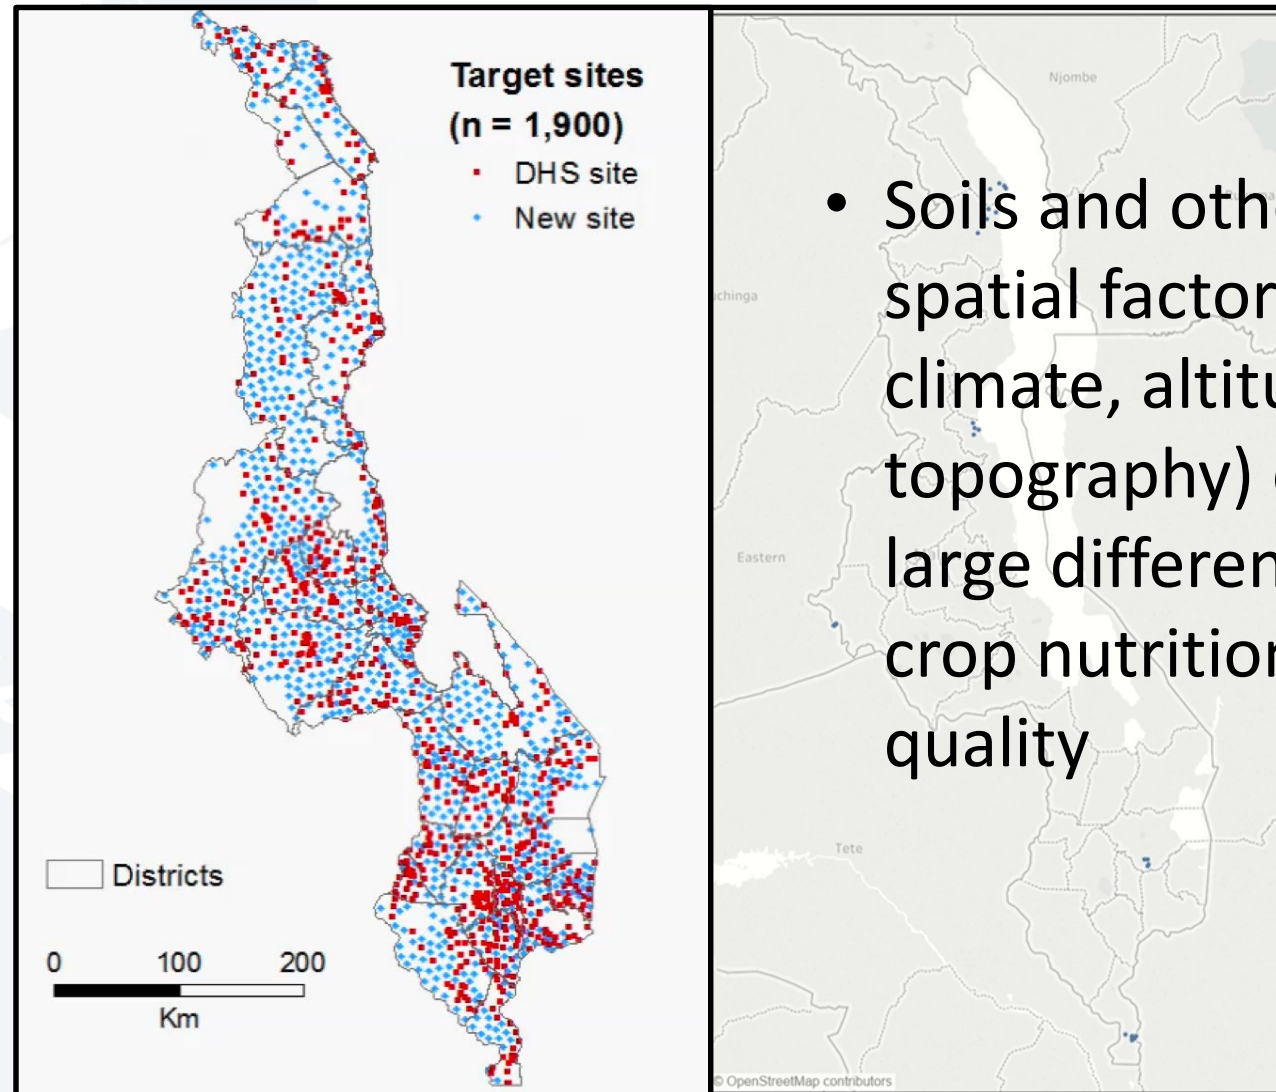 Target sites
(n = 1,900)
DHS site
New site
Districts
0 100 200
Km
Njombe
chinga
Eastern
Tete
• Soils and oth
spatial factor
climate, altitu
topography)
large differen
crop nutrition
quality
© OpenStreetMap contributors